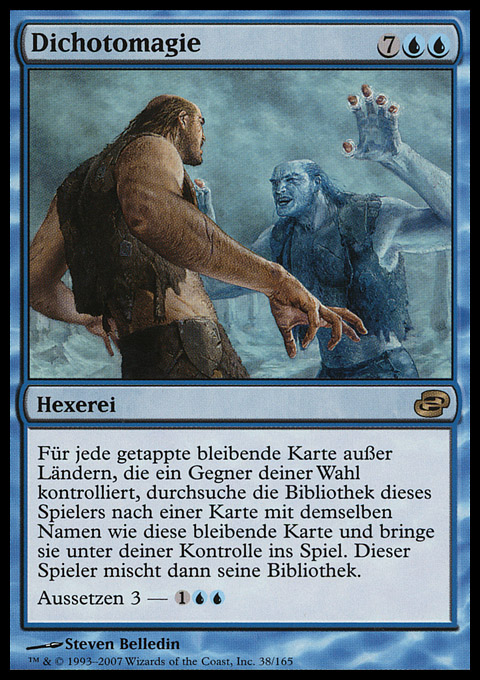 Dichotomagie 7
Hexerei
Für jede getappte bleibende Karte außer
Ländern, die ein Gegner deiner Wahl
kontrolliert, durchsuche die Bibliothek dieses
Spielers nach einer Karte mit demselben
Namen wie diese bleibende Karte und bringe
sie unter deiner Kontrolle ins Spiel. Dieser
Spieler mischt dann seine Bibliothek.
Aussetzen 3 — 1
Steven Belledin
™ & © 1993–2007 Wizards of the Coast, Inc. 38/165